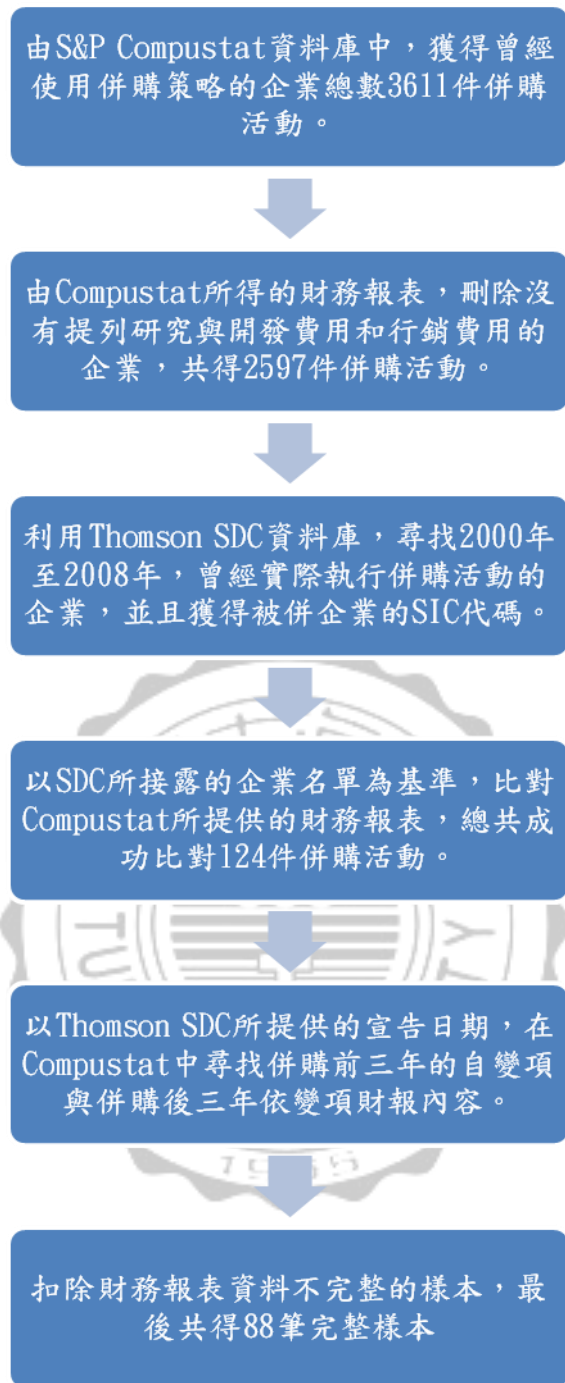 由S&P Compustat資料庫中，獲得曾經
使用併購策略的企業總數3611件併購
活動。
由Compustat所得的財務報表，刪除沒
有提列研究與開發費用和行銷費用的
企業，共得2597件併購活動。
利用Thomson SDC資料庫，尋找2000年
至2008年，曾經實際執行併購活動的
企業，並且獲得被併企業的SIC代碼。
以SDC所接露的企業名單為基準，比對
Compustat所提供的財務報表，總共成
功比對124件併購活動。
以Thomson SDC所提供的宣告日期，在
Compustat中尋找併購前三年的自變項
與併購後三年依變項財報內容。
扣除財務報表資料不完整的樣本，最
後共得88筆完整樣本